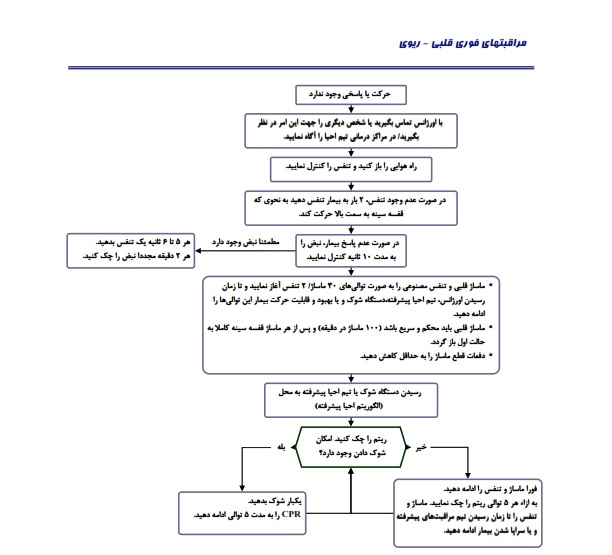 مراقبتهای فوری قلبی - ریوی
حرکت یا پاسخی وجود ندارد
با اورژانس تماس بگیرید یا شخص دیگری را جهت این امر در نظر
بگیرید/ در مراکز درمانی تیم احیا را آگاه نمایید.
راه هوایی را باز کنید و تنفس را کنترل نمایید.
در صورت عدم وجود تنفس، ۲ بار به بیمار تنفس دهید به نحوی که
قفسه سینه به سمت بالا حرکت کند.
در صورت عدم پاسخ بیمار، نبض را
به مدت ۱۰ ثانیه کنترل نمایید.
مطمئنا نبض وجود دارد
هر ۵ تا ۶ ثانیه یک تنفس بدهید.
هر ۲ دقیقه مجددا نبض را چک کنید.
▪ ماساژ قلبی و تنفس مصنوعی را به صورت توالی‌های ۳۰ ماساژ/ ۲ تنفس آغاز نمایید و تا زمان
رسیدن اورژانس، تیم احیا پیشرفته،دستگاه شوک و یا بهبود و قابلیت حرکت بیمار این توالی‌ها را
ادامه دهید.
▪ ماساژ قلبی باید محکم و سریع باشد (۱۰۰ ماساژ در دقیقه) و پس از هر ماساژ قفسه سینه کاملا به
حالت اول باز گردد.
▪ دفعات قطع ماساژ را به حداقل کاهش دهید.
رسیدن دستگاه شوک یا تیم احیا پیشرفته به محل
(الگوریتم احیا پیشرفته)
ریتم را چک کنید. امکان
شوک دادن وجود دارد؟
خیر
بله
فورا ماساژ و تنفس را ادامه دهید.
به ازاء هر ۵ توالی ریتم را چک نمایید. ماساژ و
تنفس را تا زمان رسیدن تیم مراقبت‌های پیشرفته
و یا سرپا شدن بیمار ادامه دهید.
یکبار شوک بدهید.
CPR را به مدت ۵ توالی ادامه دهید.